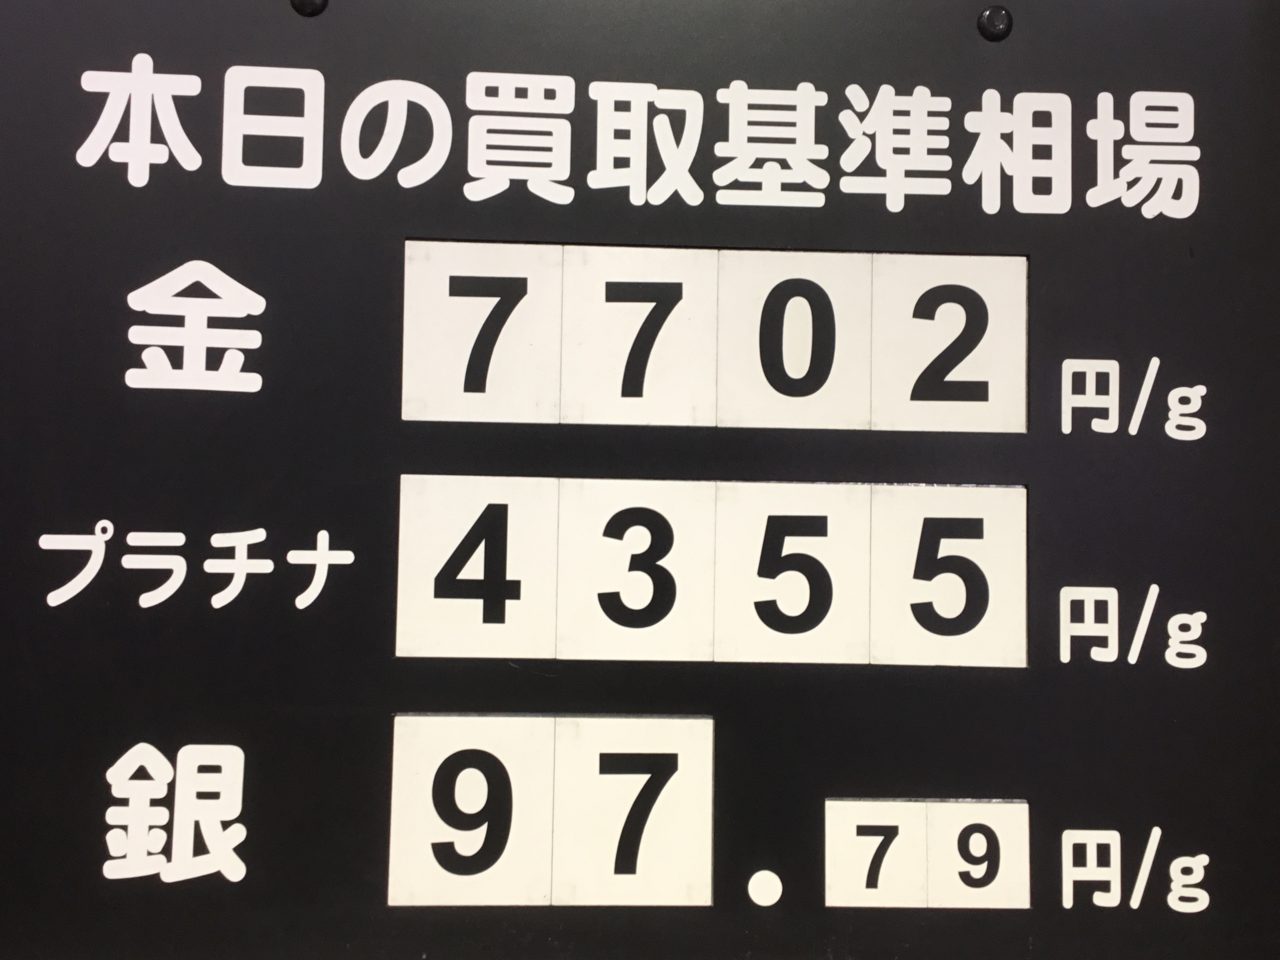 本日の買取基準相場
金 7702 円/g
プラチナ 4355 円/g
銀 97.79 円/g